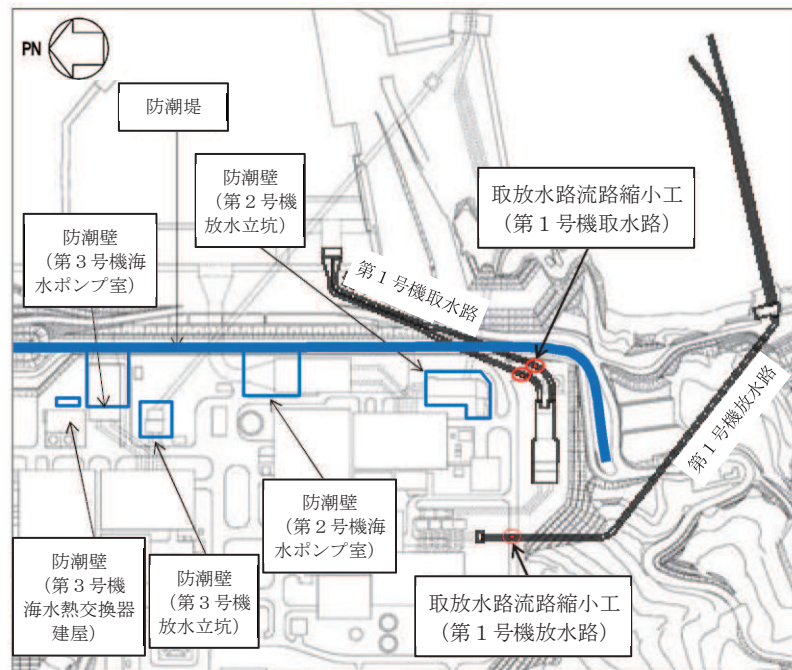 PN
防潮堤
防潮壁
（第２号機
放水立坑）
取放水路流路縮小工
（第１号機取水路）
防潮壁
（第３号機海
水ポンプ室）
第１号機取水路
第１号機放水路
防潮壁
（第２号機海
水ポンプ室）
防潮壁
（第３号機
海水熱交換器
建屋）
防潮壁
（第３号機
放水立坑）
取放水路流路縮小工
（第１号機放水路）